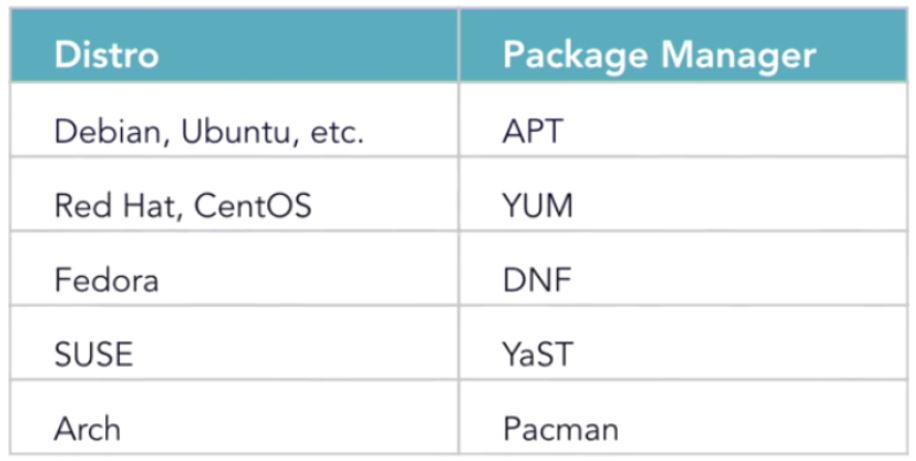 Distro Package Manager
Debian, Ubuntu, etc. APT
Red Hat, CentOS YUM
Fedora DNF
SUSE YaST
Arch Pacman